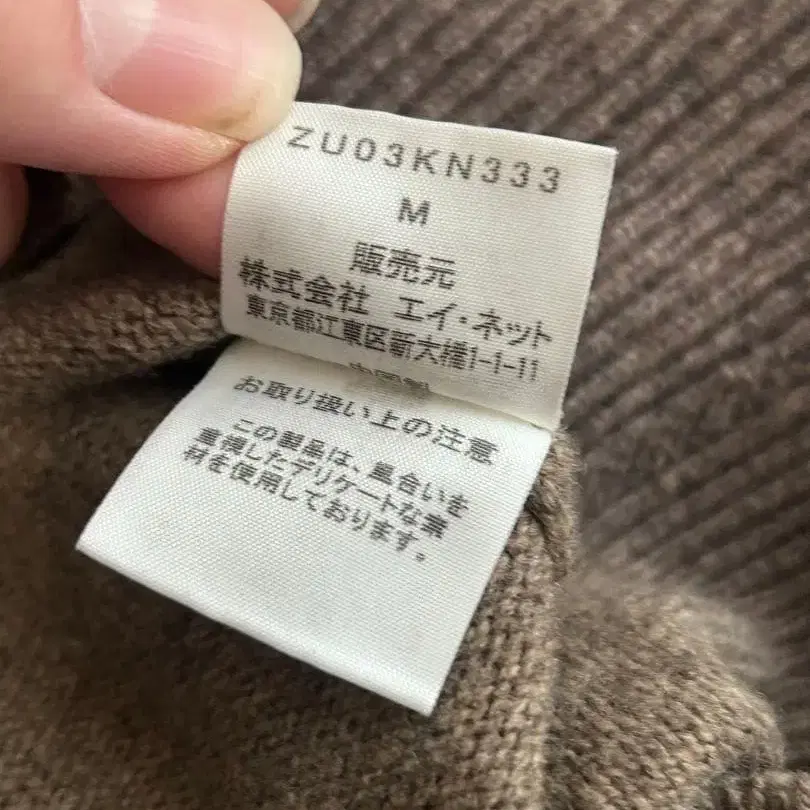 ZU03KN333
M
販売元
株式会社 エイ・ネット
東京都江東区新大橋1-1-11
中国製
お取り扱い上の注意
この製品は、風合いを
重視したデリケートな素
材を使用しております。